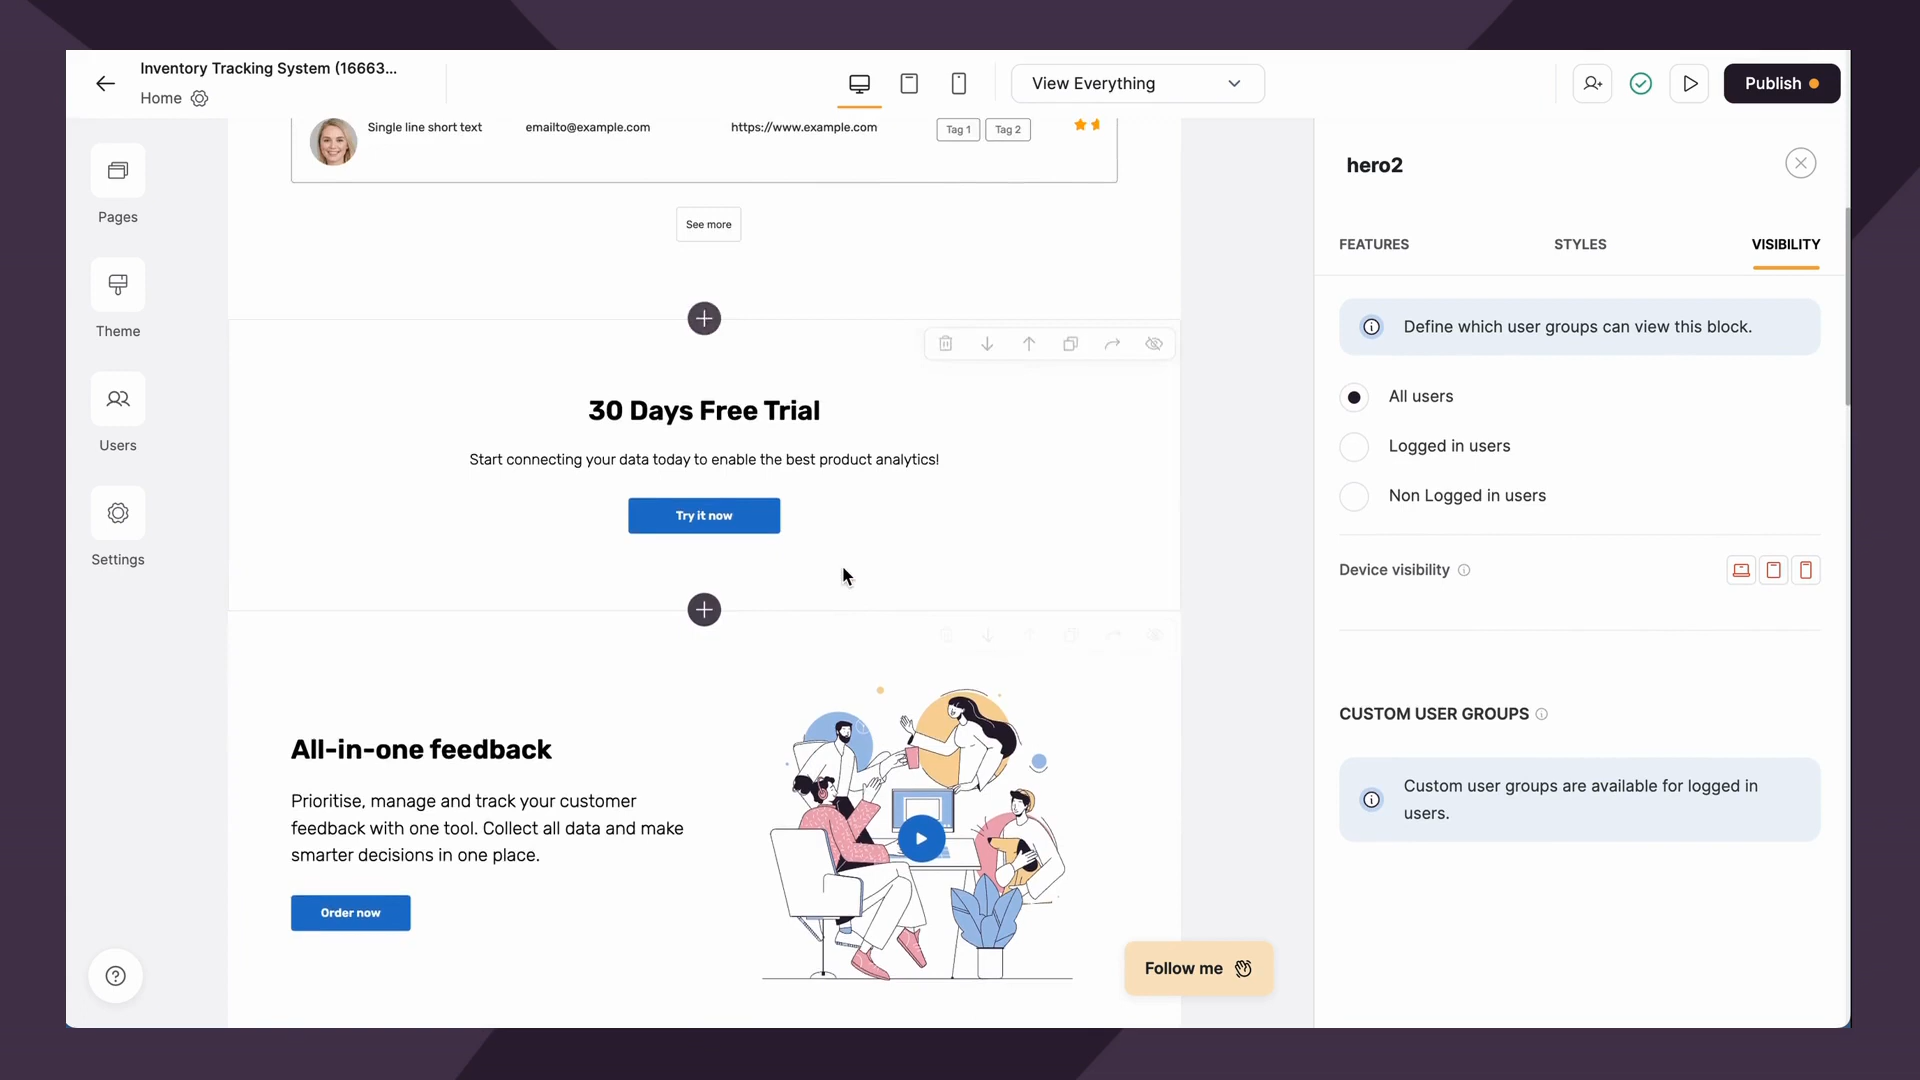 Inventory Tracking System (16663...
Home
View Everything
Publish
Pages
Theme
Users
Settings
Single line short text
emailto@example.com
https://www.example.com
Tag 1
Tag 2
See more
30 Days Free Trial
Start connecting your data today to enable the best product analytics!
Try it now
All-in-one feedback
Prioritise, manage and track your customer
feedback with one tool. Collect all data and make
smarter decisions in one place.
Order now
Follow me
hero2
FEATURES
STYLES
VISIBILITY
Define which user groups can view this block.
All users
Logged in users
Non Logged in users
Device visibility
CUSTOM USER GROUPS
Custom user groups are available for logged in
users.